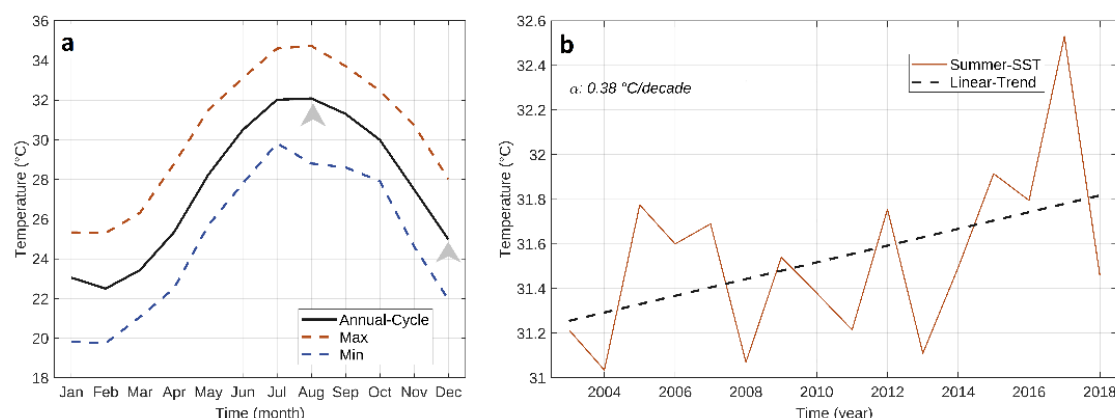 a
36
34
32
30
28
26
24
22
20
18
Temperature (°C)
Annual-Cycle
Max
Min
Jan Feb Mar Apr May Jun Jul Aug Sep Oct Nov Dec
Time (month)
b
32.6
32.4
32.2
32
31.8
31.6
31.4
31.2
31
Temperature (°C)
α: 0.38 °C/decade
Summer-SST
Linear-Trend
2004 2006 2008 2010 2012 2014 2016 2018
Time (year)